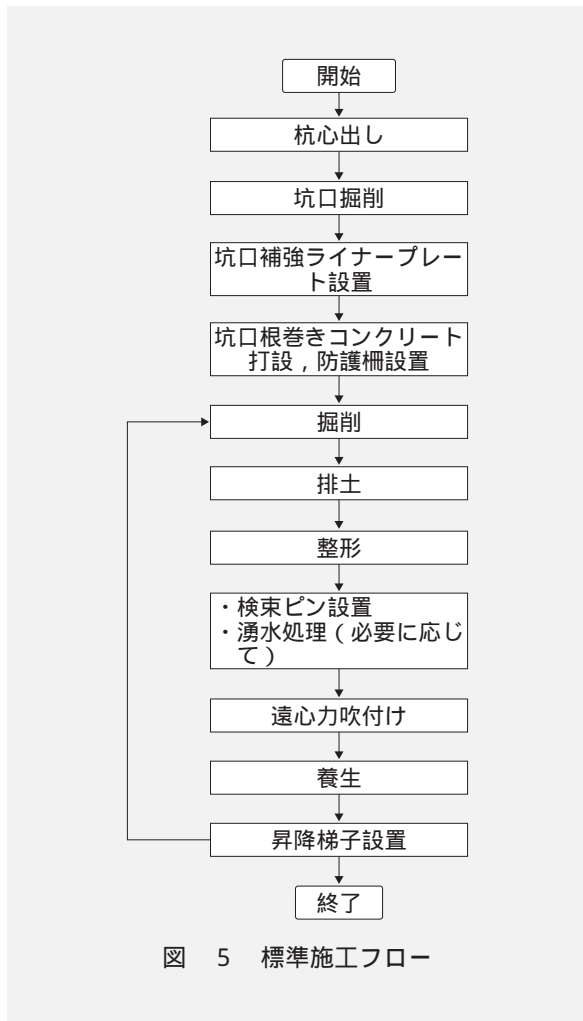 開始
杭心出し
坑口掘削
坑口補強ライナープレー
ト設置
坑口根巻きコンクリート
打設，防護柵設置
掘削
排土
整形
・検束ピン設置
・湧水処理（必要に応じ
て）
遠心力吹付け
養生
昇降梯子設置
終了
図　5　標準施工フロー